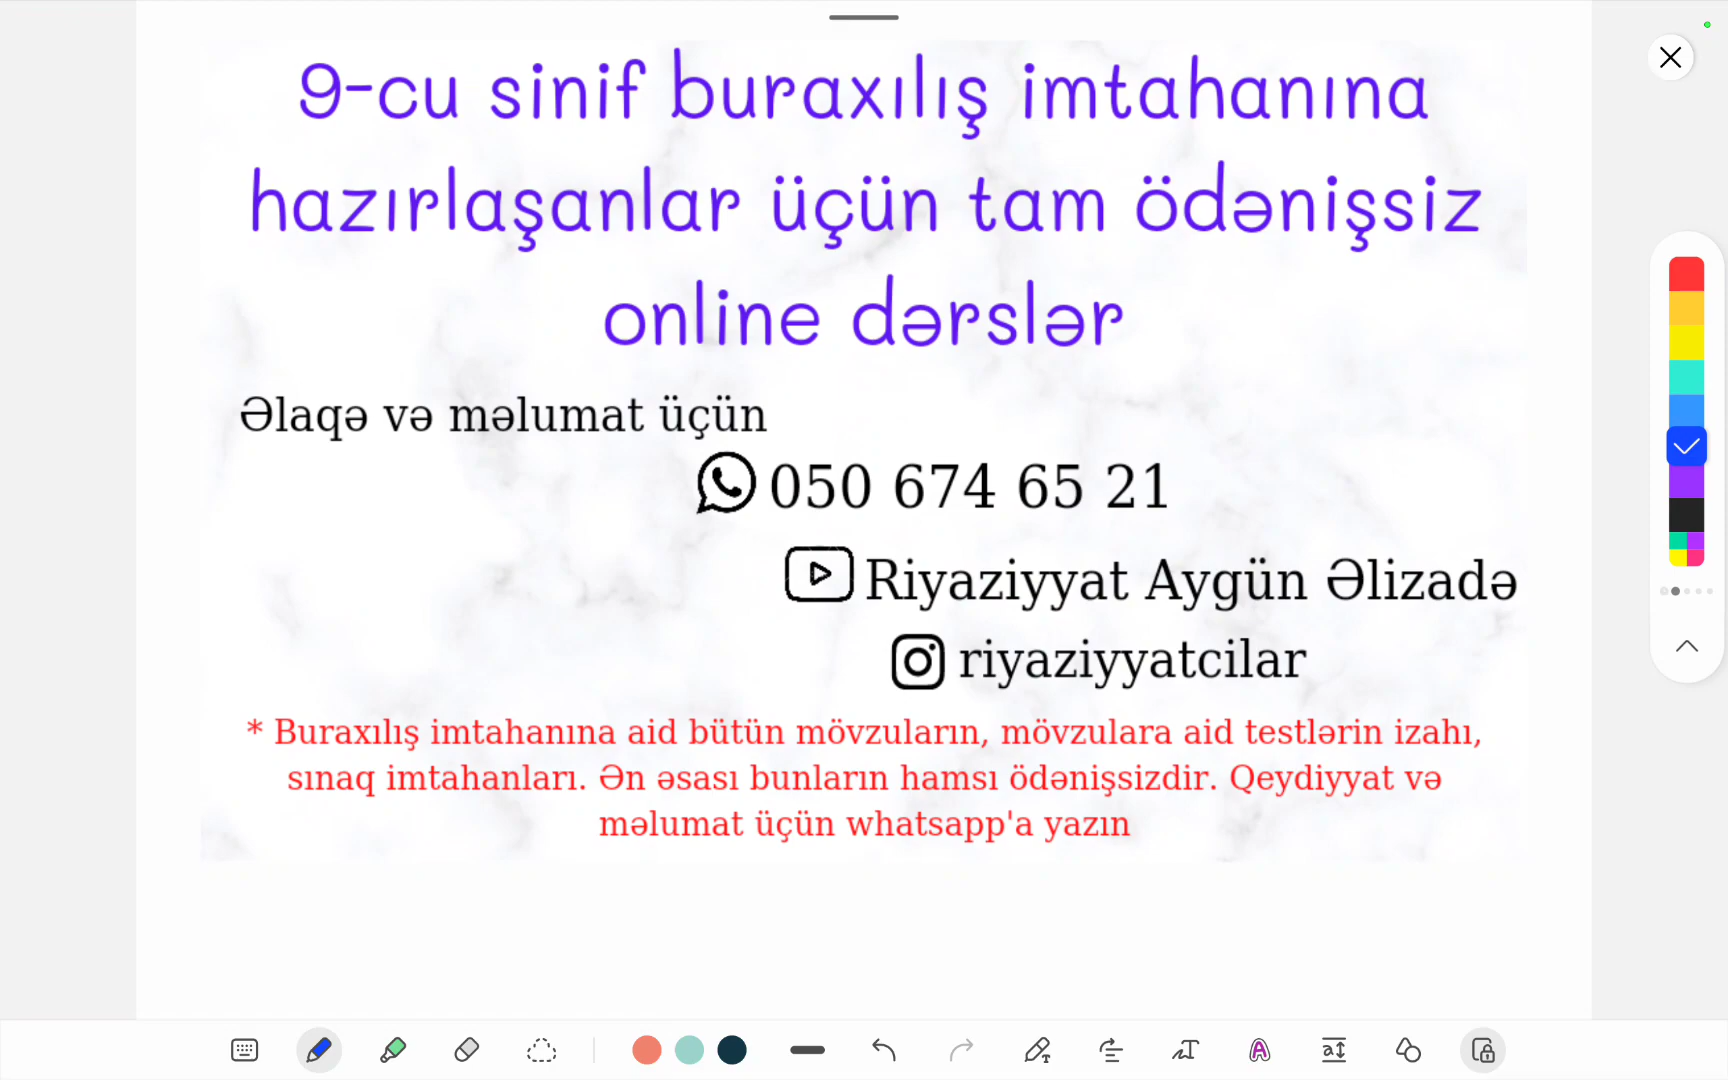 9-cu sinif buraxılış imtahanına
hazırlaşanlar üçün tam ödənişsiz
online dərslər
Əlaqə və məlumat üçün
050 674 65 21
Riyaziyyat Aygün Əlizadə
riyaziyyatcilar
* Buraxılış imtahanına aid bütün mövzuların, mövzulara aid testlərin izahı,
sınaq imtahanları. Ən əsası bunların hamsı ödənişsizdir. Qeydiyyat və
məlumat üçün whatsapp'a yazın